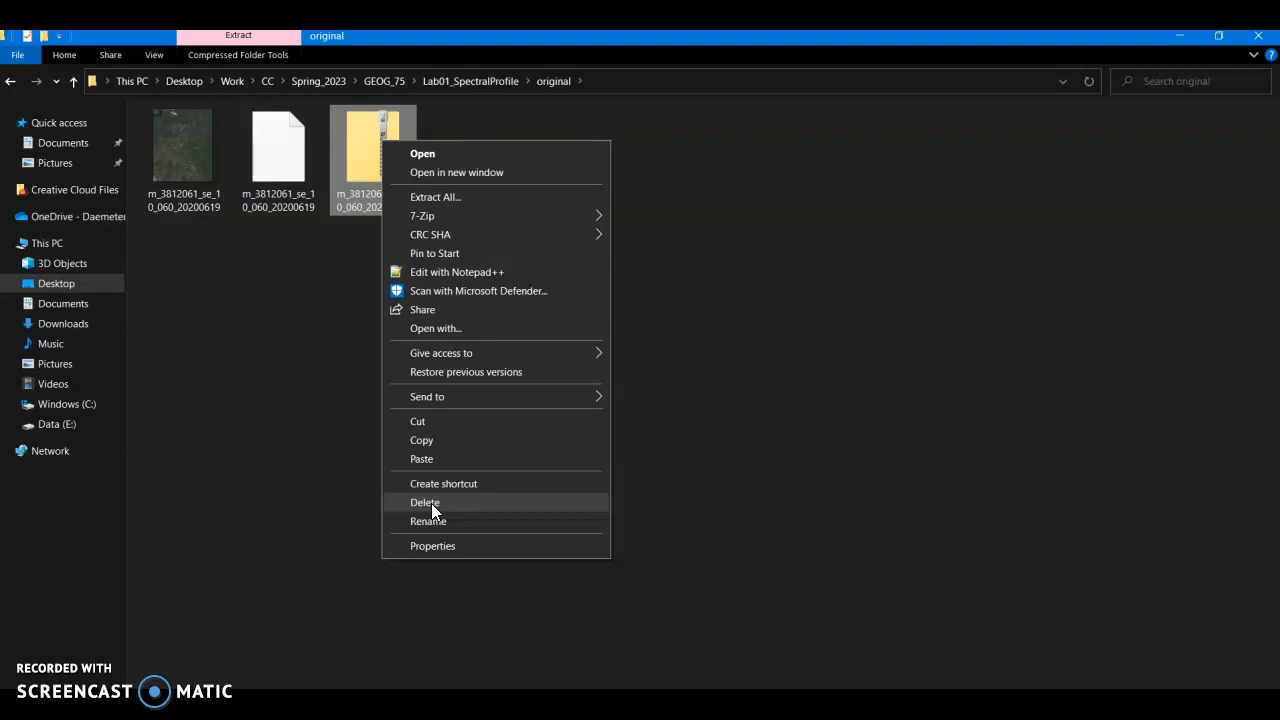 Extract
original
File
Home
Share
View
Compressed Folder Tools
This PC
Desktop
Work
CC
Spring_2023
GEOG_75
Lab01_SpectralProfile
original
Search original
Quick access
Documents
Pictures
Creative Cloud Files
OneDrive - Daemeter
This PC
3D Objects
Desktop
Documents
Downloads
Music
Pictures
Videos
Windows (C:)
Data (E:)
Network
m_3812061_se_1
0_060_20200619
m_3812061_se_1
0_060_20200619
m_381206
0_060_202
Open
Open in new window
Extract All...
7-Zip
CRC SHA
Pin to Start
Edit with Notepad++
Scan with Microsoft Defender...
Share
Open with...
Give access to
Restore previous versions
Send to
Cut
Copy
Paste
Create shortcut
Delete
Rename
Properties
RECORDED WITH
SCREENCAST MATIC